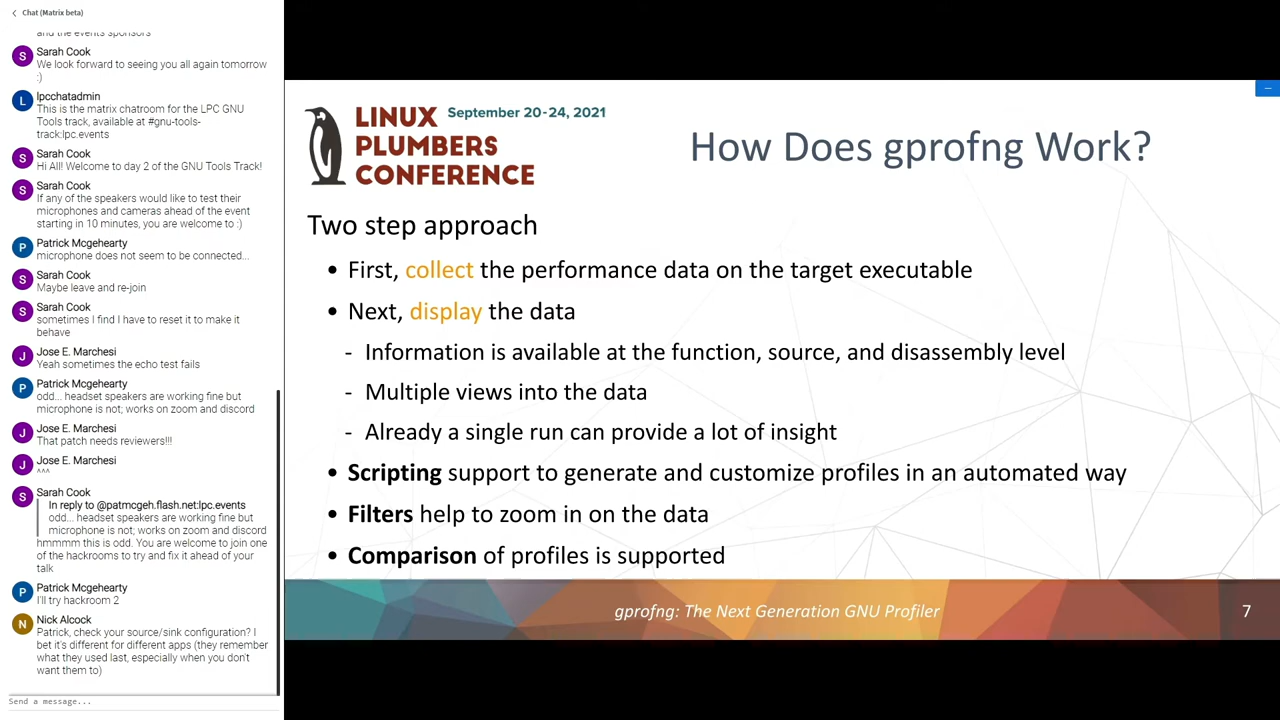 Chat (Matrix beta)
and the events sponsors
Sarah Cook
We look forward to seeing you all again tomorrow
:)
lpcchatadmin
This is the matrix chatroom for the LPC GNU
Tools track, available at #gnu-tools-
track:lpc.events
Sarah Cook
Hi All! Welcome to day 2 of the GNU Tools Track!
Sarah Cook
If any of the speakers would like to test their
microphones and cameras ahead of the event
starting in 10 minutes, you are welcome to :)
Patrick Mcgehearty
microphone does not seem to be connected...
Sarah Cook
Maybe leave and re-join
Sarah Cook
sometimes I find I have to reset it to make it
behave
Jose E. Marchesi
Yeah sometimes the echo test fails
Patrick Mcgehearty
odd... headset speakers are working fine but
microphone is not; works on zoom and discord
Jose E. Marchesi
That patch needs reviewers!!!
Jose E. Marchesi
^^^
Sarah Cook
In reply to @patmcgeh.flash.net:lpc.events
odd... headset speakers are working fine but
microphone is not; works on zoom and discord
hmmmm this is odd. You are welcome to join one
of the hackrooms to try and fix it ahead of your
talk
Patrick Mcgehearty
I'll try hackroom 2
Nick Alcock
Patrick, check your source/sink configuration? I
bet it's different for different apps (they remember
what they used last, especially when you don't
want them to)
Send a message...
S
L
S
S
P
S
S
J
P
J
J
S
P
N
LINUX
PLUMBERS
CONFERENCE
September 20-24, 2021
How Does gprofng Work?
Two step approach
• First, collect the performance data on the target executable
• Next, display the data
- Information is available at the function, source, and disassembly level
- Multiple views into the data
- Already a single run can provide a lot of insight
• Scripting support to generate and customize profiles in an automated way
• Filters help to zoom in on the data
• Comparison of profiles is supported
gprofng: The Next Generation GNU Profiler
7